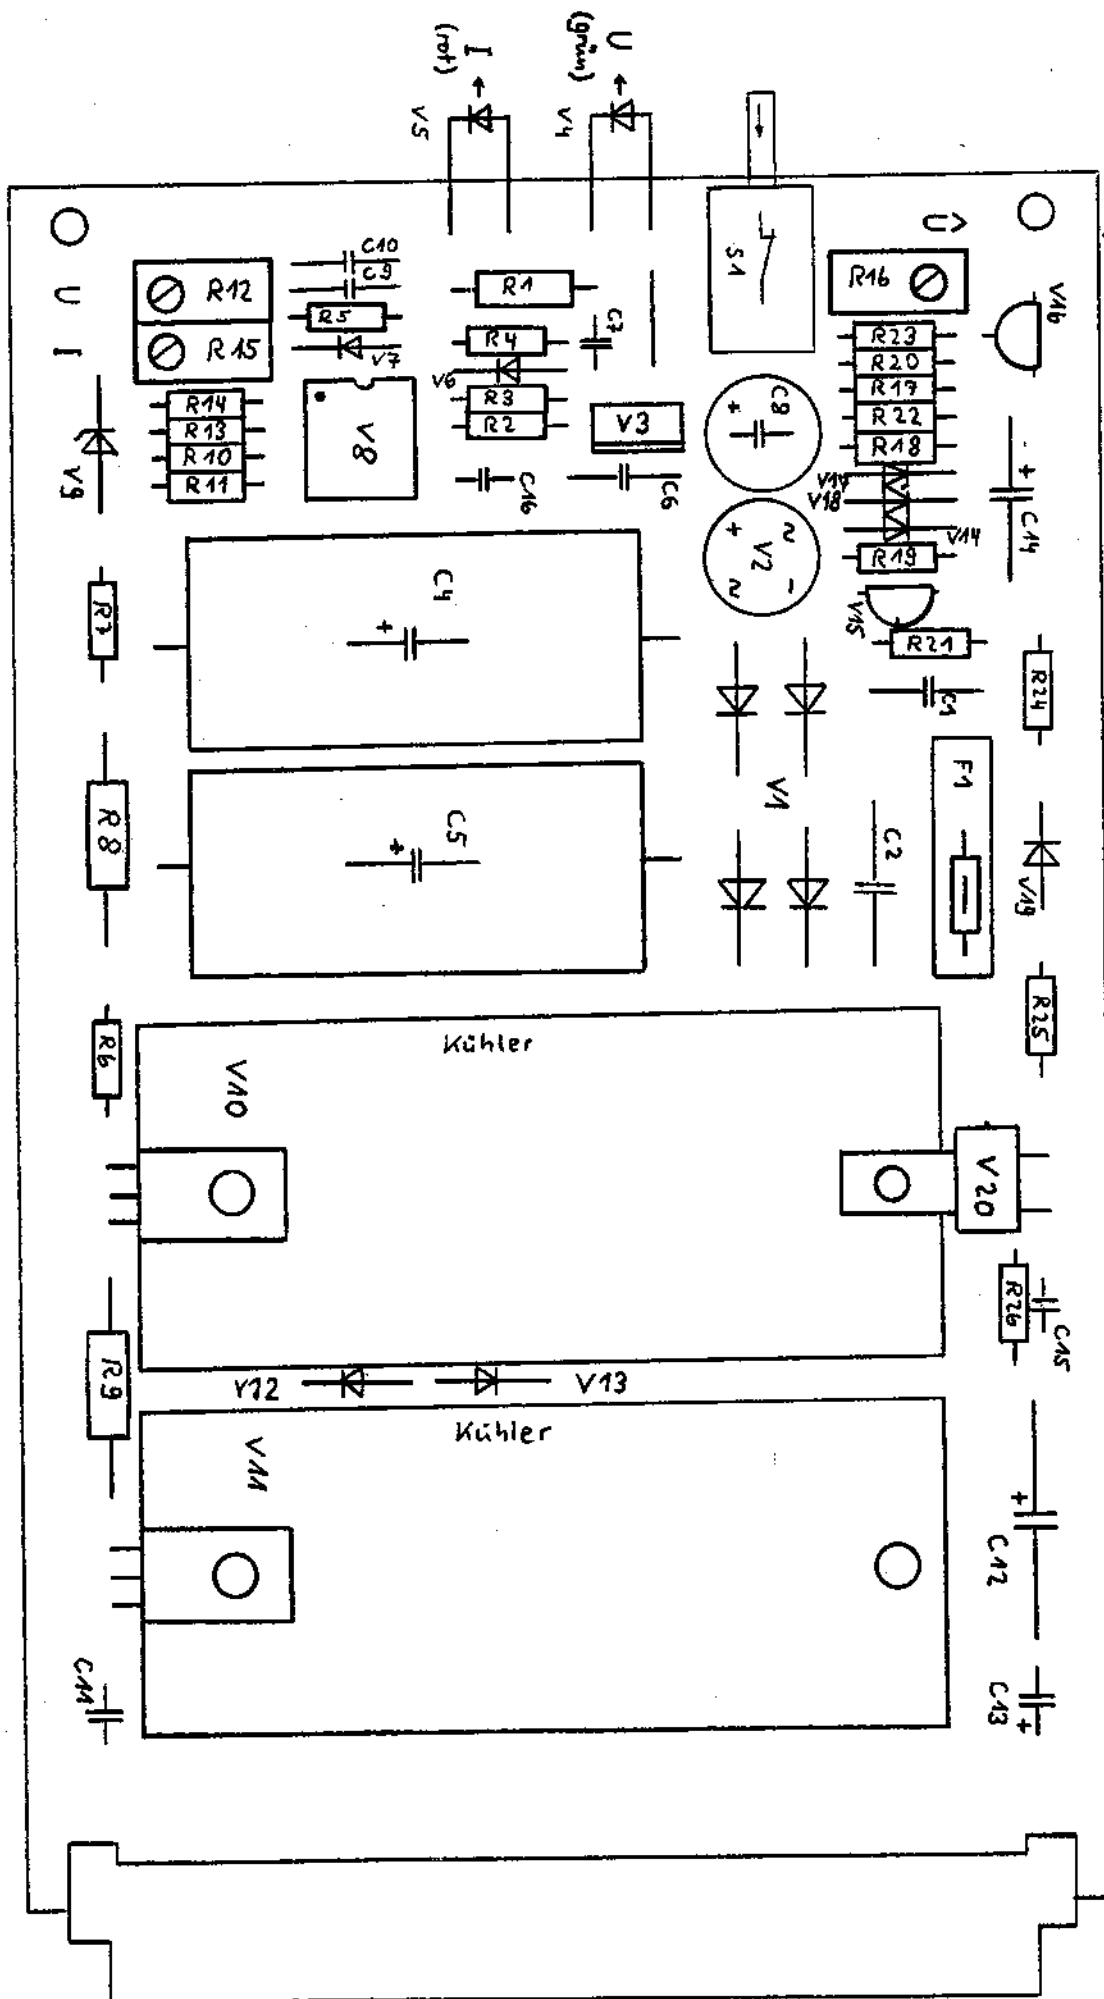 I
(rot)
U
(grün)
V5
V4
S1
Û
R16
V16
U
I
R12
R15
C10
C9
R5
V7
R1
R4
C7
V6
R3
R2
V3
R23
R20
R17
R22
R18
V17
V18
V14
R19
C8
+
C14
+
V9
R14
R13
R10
R11
V8
C16
C6
V2
+
~
~
-
V15
R21
C1
R24
R7
C4
+
V1
F1
R8
C5
+
C2
V19
R25
R6
Kühler
V10
V20
R26
C15
R9
V12
V13
Kühler
V11
C12
+
C13
+
C11